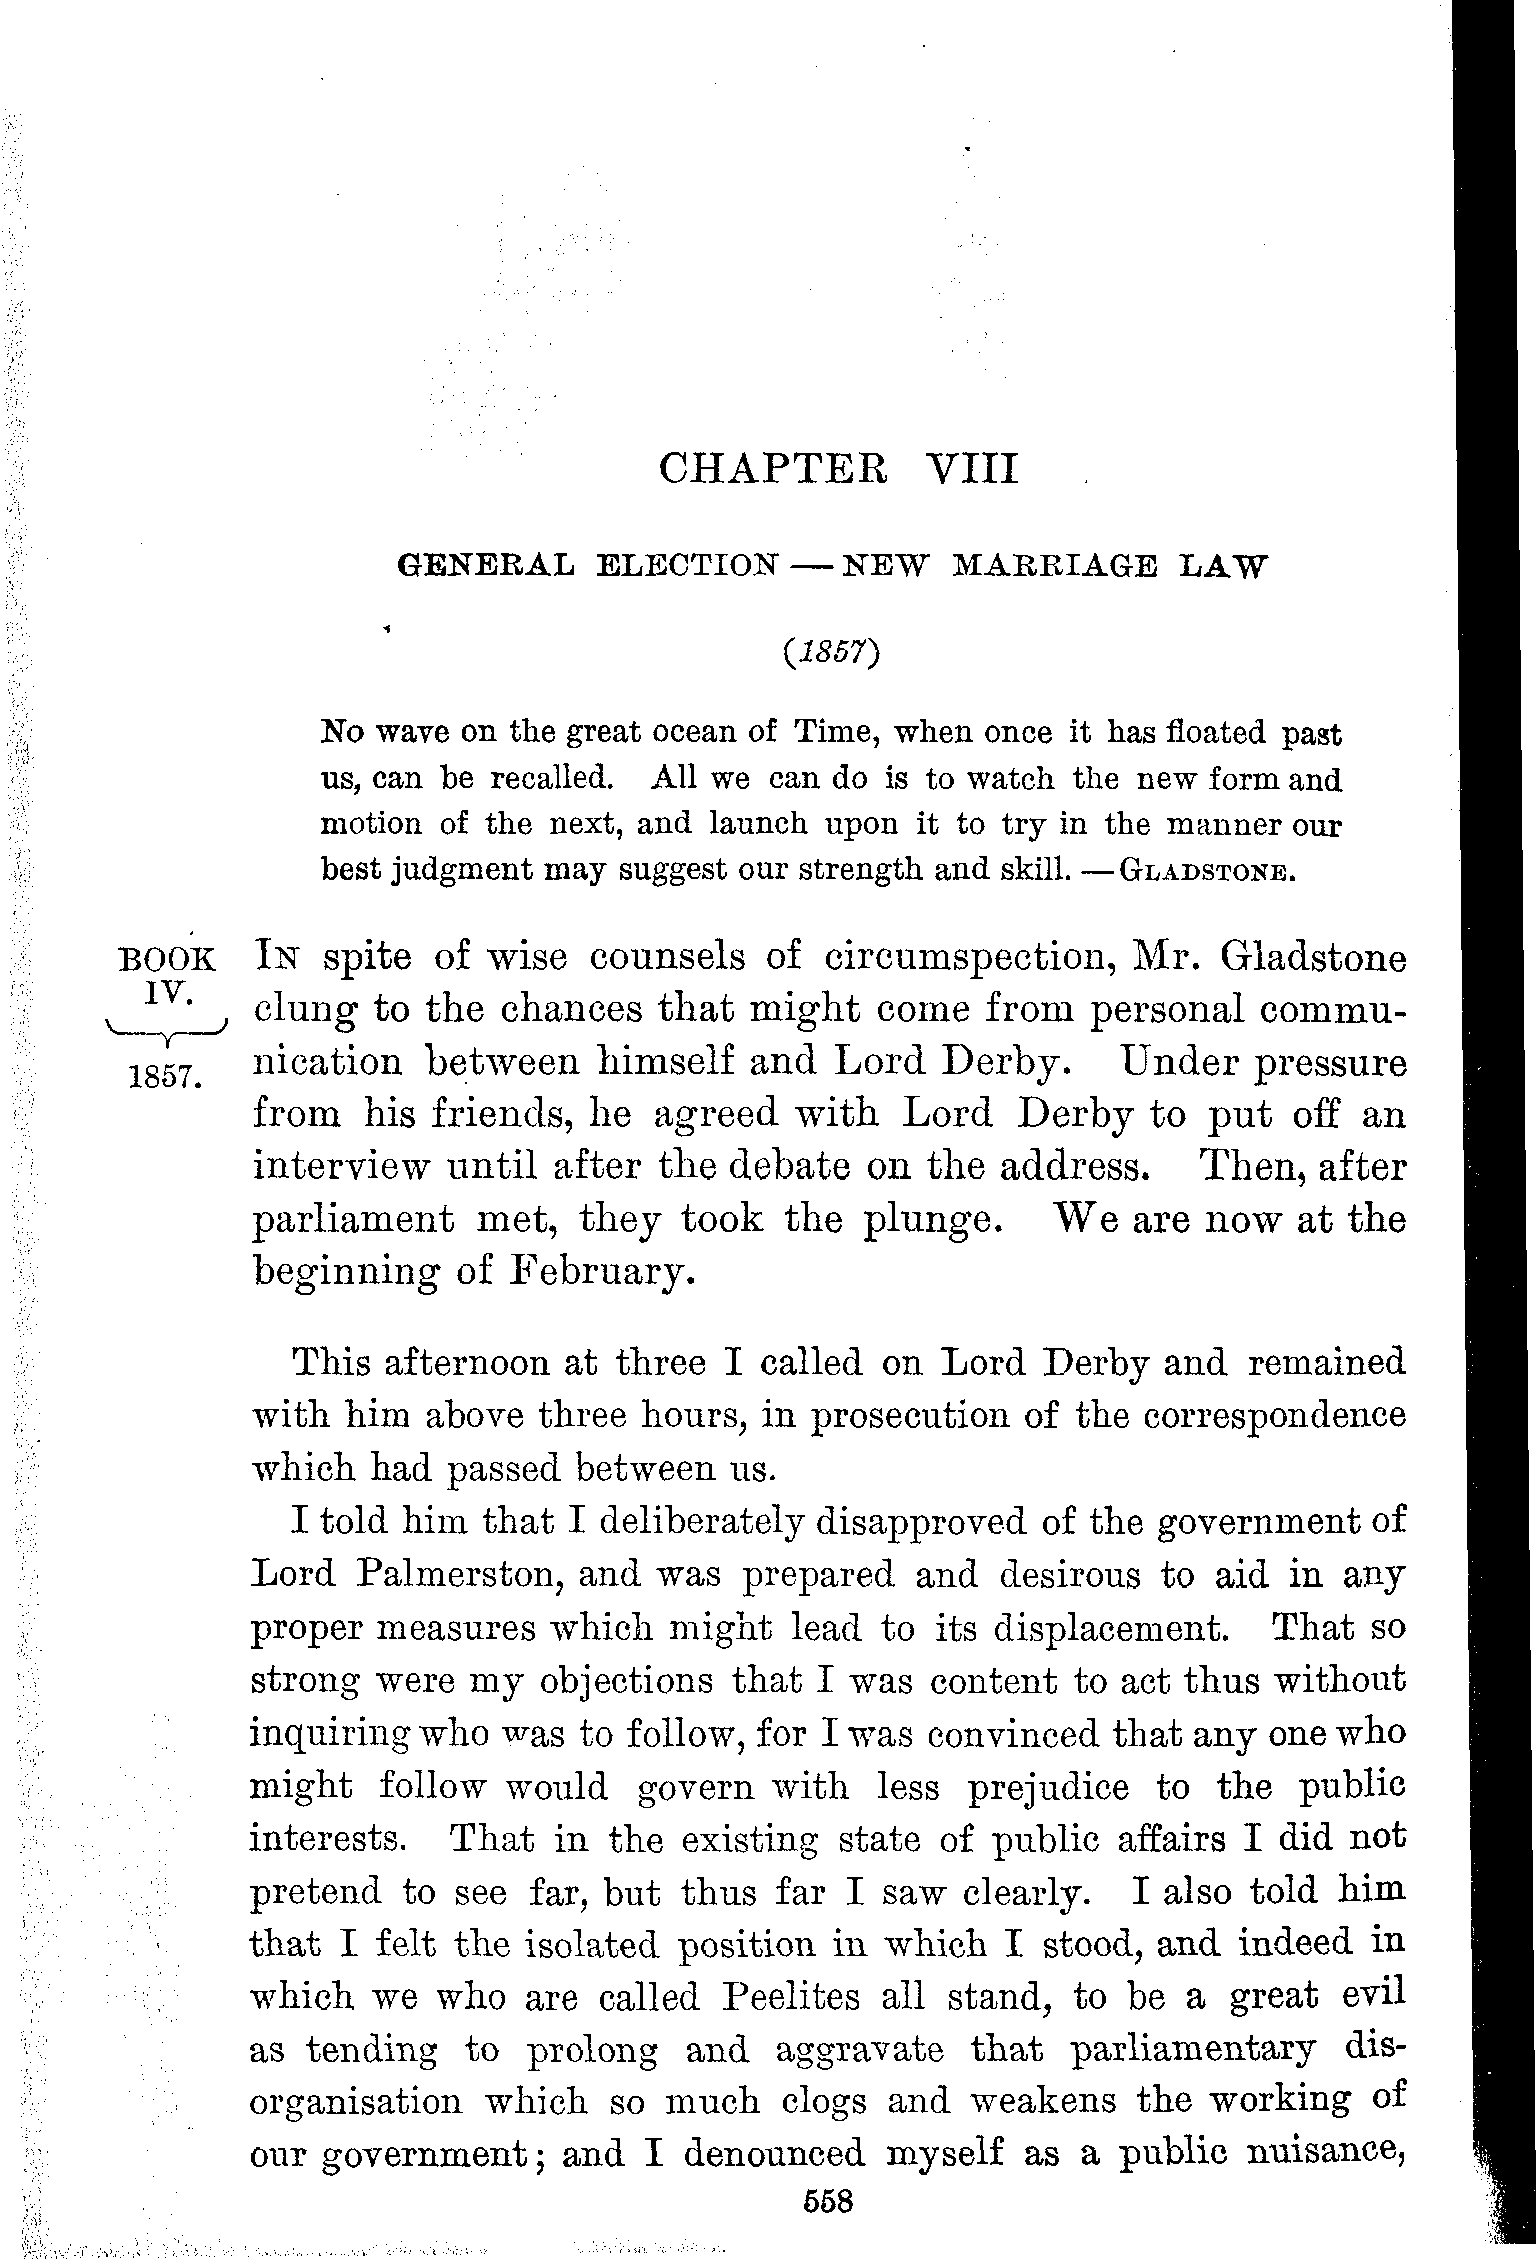 CHAPTER VIII
GENERAL ELECTION — NEW MARRIAGE LAW
(1857)
No wave on the great ocean of Time, when once it has floated past
us, can be recalled. All we can do is to watch the new form and
motion of the next, and launch upon it to try in the manner our
best judgment may suggest our strength and skill. — GLADSTONE.
BOOK
IV.
1857.
IN spite of wise counsels of circumspection, Mr. Gladstone
clung to the chances that might come from personal commu-
nication between himself and Lord Derby. Under pressure
from his friends, he agreed with Lord Derby to put off an
interview until after the debate on the address. Then, after
parliament met, they took the plunge. We are now at the
beginning of February.
This afternoon at three I called on Lord Derby and remained
with him above three hours, in prosecution of the correspondence
which had passed between us.
I told him that I deliberately disapproved of the government of
Lord Palmerston, and was prepared and desirous to aid in any
proper measures which might lead to its displacement. That so
strong were my objections that I was content to act thus without
inquiring who was to follow, for I was convinced that any one who
might follow would govern with less prejudice to the public
interests. That in the existing state of public affairs I did not
pretend to see far, but thus far I saw clearly. I also told him
that I felt the isolated position in which I stood, and indeed in
which we who are called Peelites all stand, to be a great evil
as tending to prolong and aggravate that parliamentary dis-
organisation which so much clogs and weakens the working of
our government; and I denounced myself as a public nuisance,
558